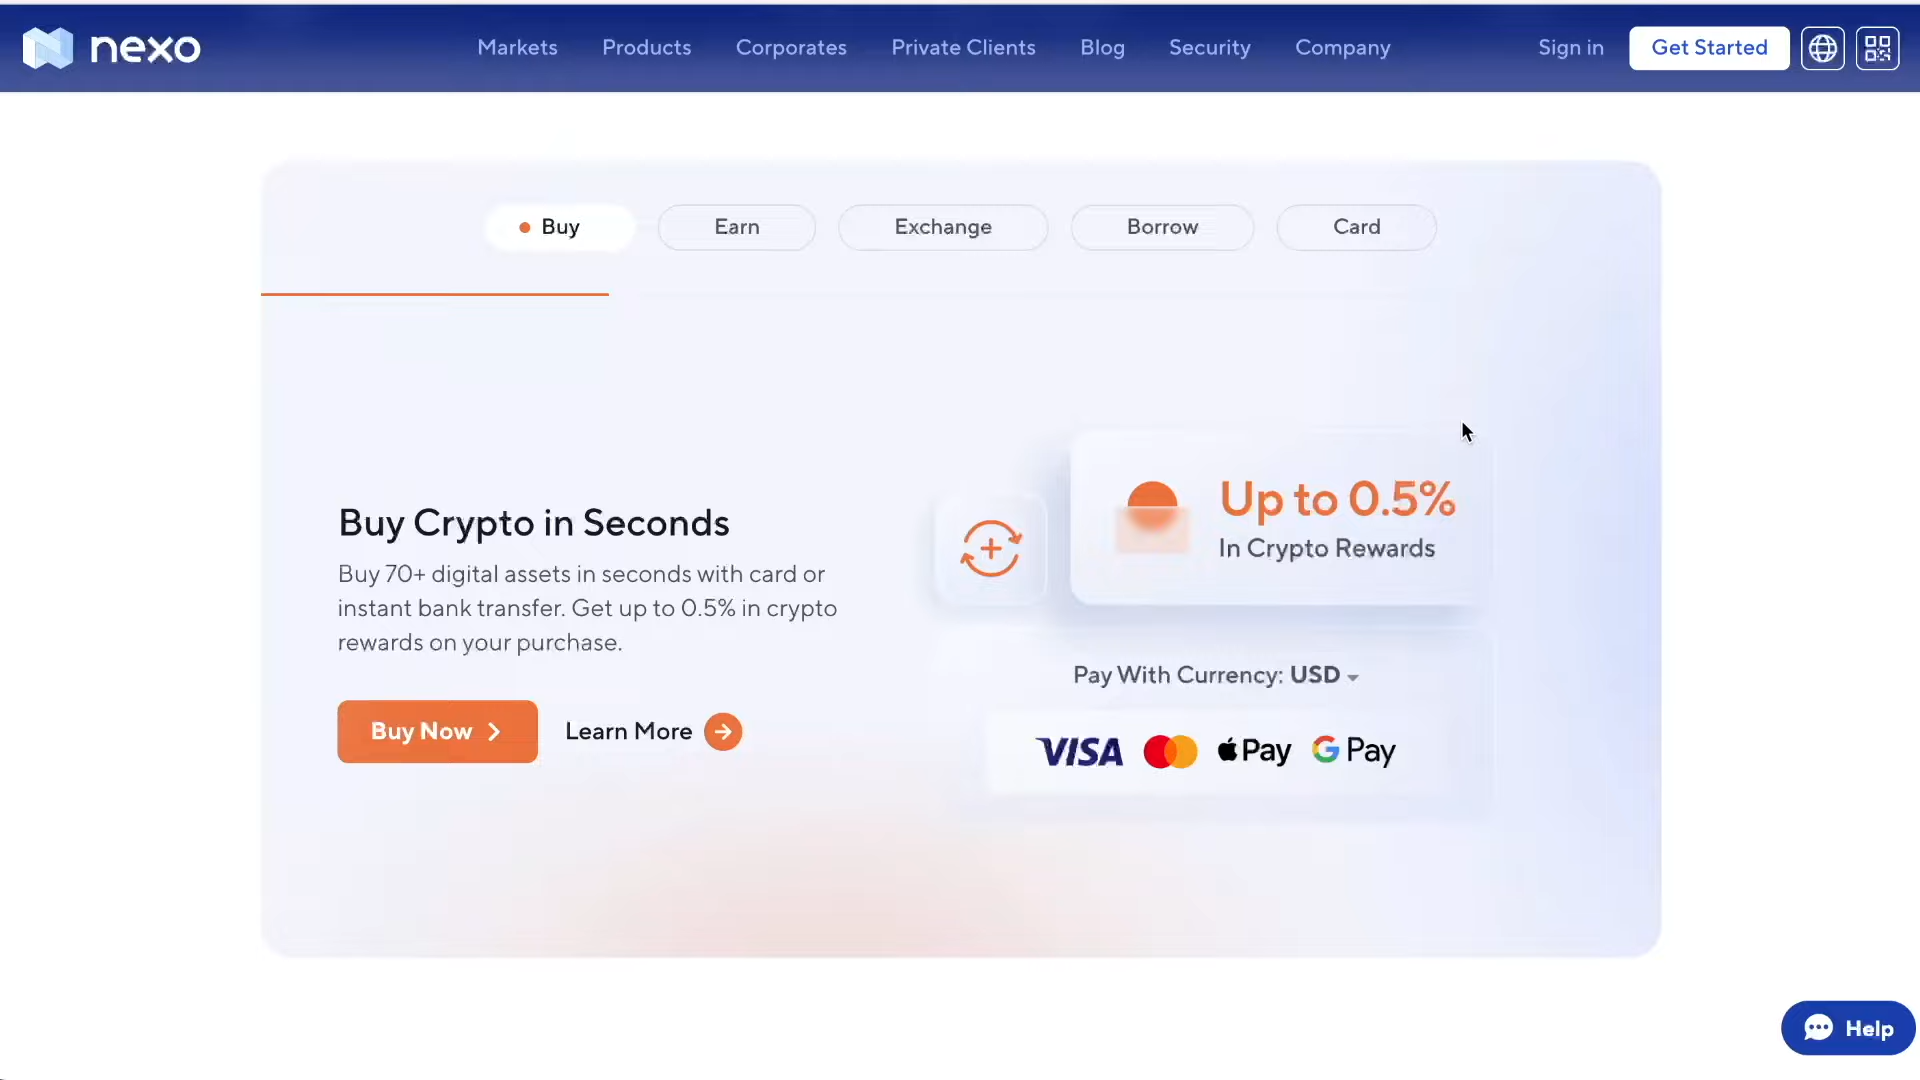 nexo
Markets Products Corporates Private Clients Blog Security Company Sign in Get Started
Buy Earn Exchange Borrow Card
Buy Crypto in Seconds
Buy 70+ digital assets in seconds with card or
instant bank transfer. Get up to 0.5% in crypto
rewards on your purchase.
Buy Now
Learn More
Up to 0.5%
In Crypto Rewards
Pay With Currency: USD
VISA Pay G Pay
Help